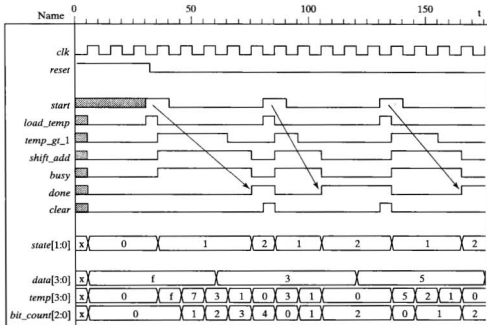 Name 0 50 100 150 t
clk
reset
start
load_temp
temp_gt_1
shift_add
busy
done
clear
state[1:0] x 0 1 2 1 2 1 2
data[3:0] x f 3 5
temp[3:0] x 0 f 7 3 1 0 3 1 0 5 2 1 0
bit_count[2:0] x 0 1 2 3 4 0 1 2 0 1 2